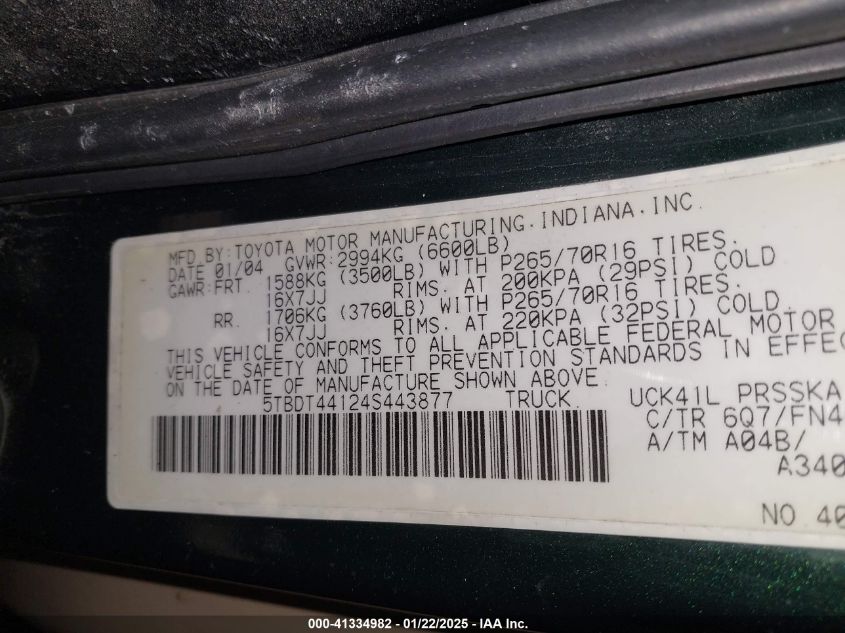 MFD.BY:TOYOTA MOTOR MANUFACTURING.INDIANA.INC.
DATE 01/04 GVWR:2994KG (6600LB)
GAWR:FRT. 1588KG (3500LB) WITH P265/70R16 TIRES.
16X7JJ RIMS. AT 200KPA (29PSI) COLD
RR. 1706KG (3760LB) WITH P265/70R16 TIRES.
16X7JJ RIMS. AT 220KPA (32PSI) COLD.
THIS VEHICLE CONFORMS TO ALL APPLICABLE FEDERAL MOTOR
VEHICLE SAFETY AND THEFT PREVENTION STANDARDS IN EFFEC
ON THE DATE OF MANUFACTURE SHOWN ABOVE.
5TBDT44124S443877 TRUCK
UCK41L PRSSKA
C/TR 6Q7/FN4
A/TM A04B/
A340
NO 40
000-41334982 - 01/22/2025 - IAA Inc.